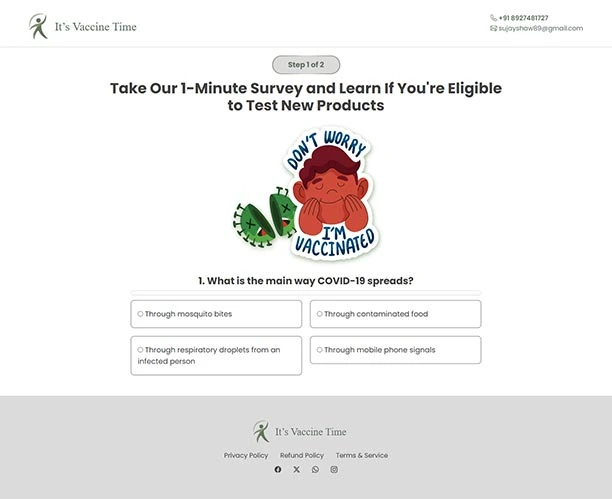 It's Vaccine Time
+91 8927481727
sujayshaw89@gmail.com
Step 1 of 2
Take Our 1-Minute Survey and Learn If You're Eligible
to Test New Products
DON'T WORRY
I'M
VACCINATED
1. What is the main way COVID-19 spreads?
Through mosquito bites
Through contaminated food
Through respiratory droplets from an
infected person
Through mobile phone signals
It's Vaccine Time
Privacy Policy Refund Policy Terms & Service